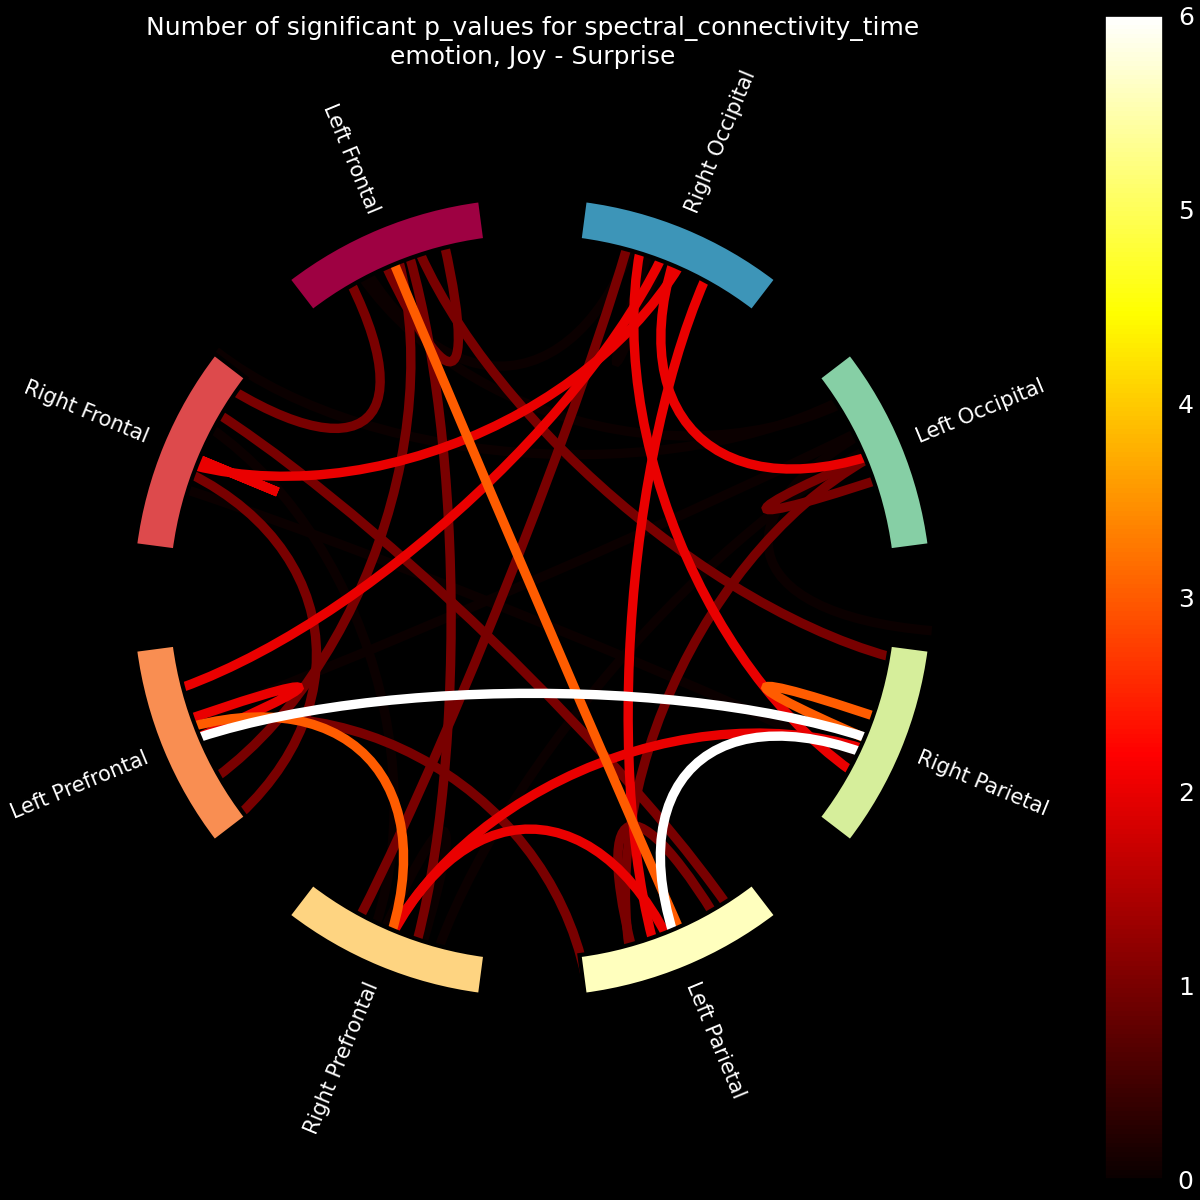 Number of significant p_values for spectral_connectivity_time
emotion, Joy - Surprise
Left Frontal
Right Occipital
Right Frontal
Left Occipital
Left Prefrontal
Right Parietal
Right Prefrontal
Left Parietal
6
5
4
3
2
1
0